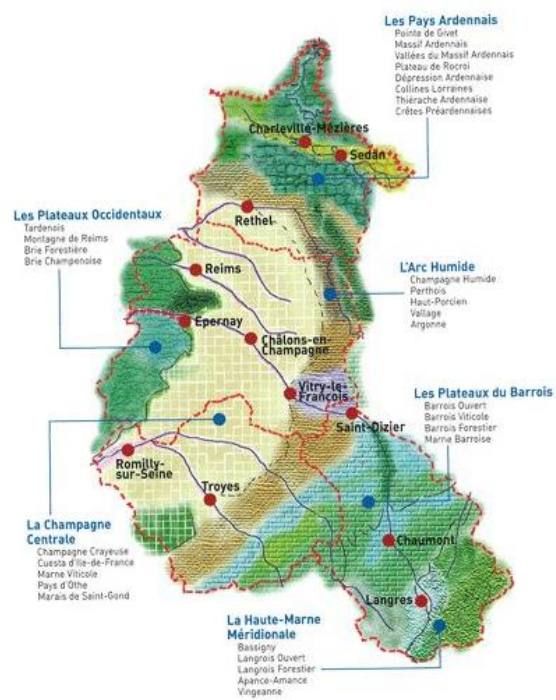 Les Pays Ardennais
Pointe de Givet
Massif Ardennais
Vallées du Massif Ardennais
Plateau de Rocroi
Dépression Ardennaise
Collines Lorraines
Thiérache Ardennaise
Crêtes Préardennaises
Charleville-Mézières
Sedan
Rethel
Les Plateaux Occidentaux
Tardenois
Montagne de Reims
Brie Forestière
Brie Champenoise
Reims
L'Arc Humide
Champagne Humide
Perthois
Haut-Porcien
Vallage
Argonne
Epernay
Châlons-en-
Champagne
Vitry-le-
François
Saint-Dizier
Les Plateaux du Barrois
Barrois Ouvert
Barrois Viticole
Barrois Forestier
Marne Barroise
Romilly-
sur-Seine
Troyes
La Champagne
Centrale
Champagne Crayeuse
Cuesta d'Ile-de-France
Marne Viticole
Pays d'Othe
Marais de Saint-Gond
Chaumont
Langres
La Haute-Marne
Méridionale
Bassigny
Langrois Ouvert
Langrois Forestier
Apance-Amance
Vingeanne